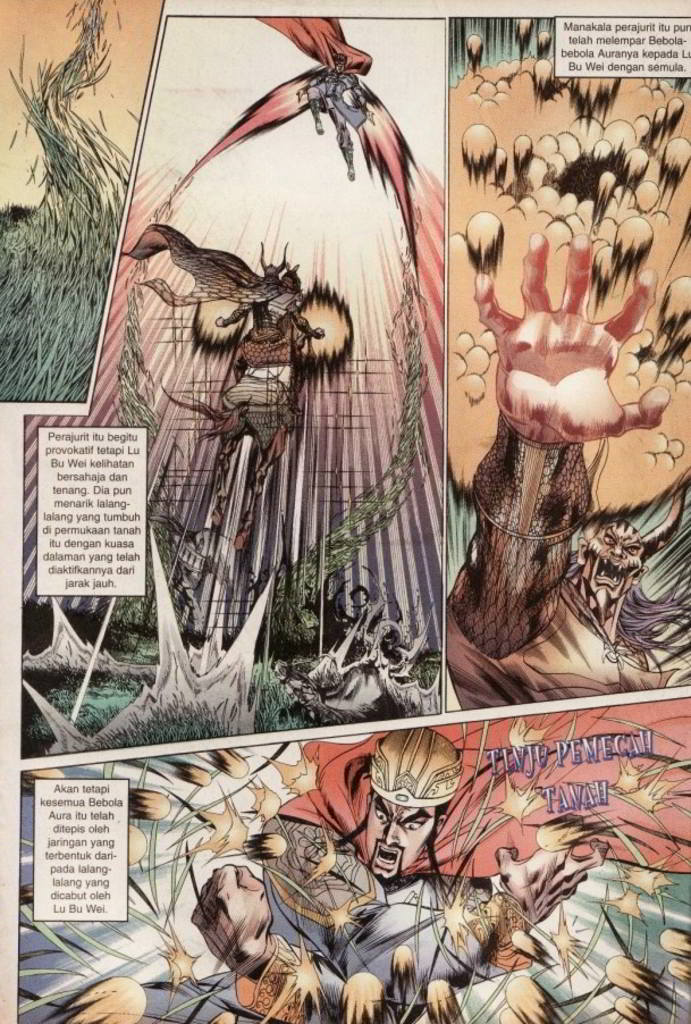 Perajurit itu begitu
provokatif tetapi Lu
Bu Wei kelihatan
bersahaja dan
tenang. Dia pun
menarik lalang-
lalang yang tumbuh
di permukaan tanah
itu dengan kuasa
dalaman yang telah
diaktifkannya dari
jarak jauh.
Manakala perajurit itu pun
telah melempar Bebola-
bebola Auranya kepada Lu
Bu Wei dengan semula.
Akan tetapi
kesemua Bebola
Aura itu telah
ditepis oleh
jaringan yang
terbentuk dari-
pada lalang-
lalang yang
dicabut oleh
Lu Bu Wei.
TINJU PENECAH
TANAH